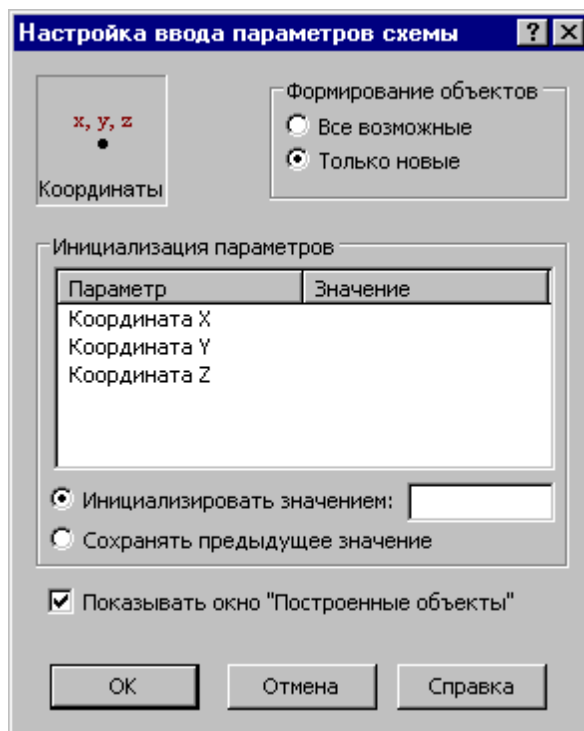 Настройка ввода параметров схемы
x, y, z
Координаты
Формирование объектов
Все возможные
Только новые
Инициализация параметров
Параметр Значение
Координата X
Координата Y
Координата Z
Инициализировать значением:
Сохранять предыдущее значение
Показывать окно "Построенные объекты"
OK Отмена Справка